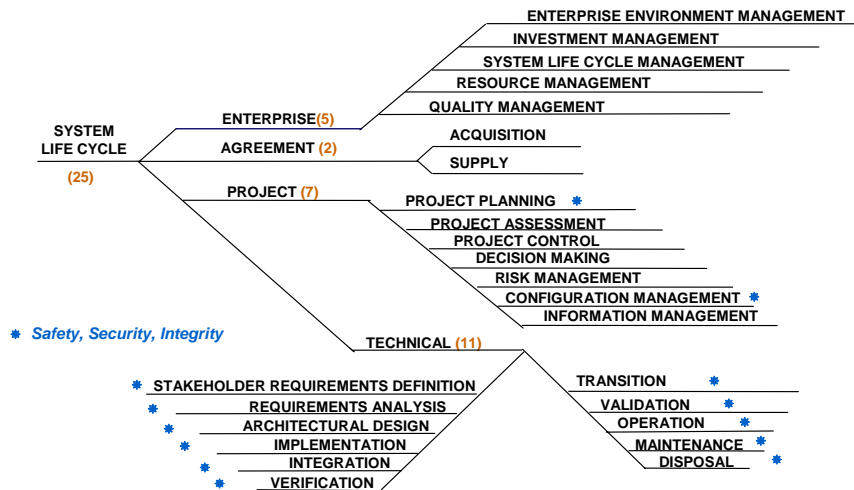 ENTERPRISE ENVIRONMENT MANAGEMENT
INVESTMENT MANAGEMENT
SYSTEM LIFE CYCLE MANAGEMENT
RESOURCE MANAGEMENT
QUALITY MANAGEMENT
ENTERPRISE(5)
SYSTEM
LIFE CYCLE
(25)
AGREEMENT (2)
ACQUISITION
SUPPLY
PROJECT (7)
PROJECT PLANNING
PROJECT ASSESSMENT
PROJECT CONTROL
DECISION MAKING
RISK MANAGEMENT
CONFIGURATION MANAGEMENT
INFORMATION MANAGEMENT
Safety, Security, Integrity
TECHNICAL (11)
STAKEHOLDER REQUIREMENTS DEFINITION
REQUIREMENTS ANALYSIS
ARCHITECTURAL DESIGN
IMPLEMENTATION
INTEGRATION
VERIFICATION
TRANSITION
VALIDATION
OPERATION
MAINTENANCE
DISPOSAL